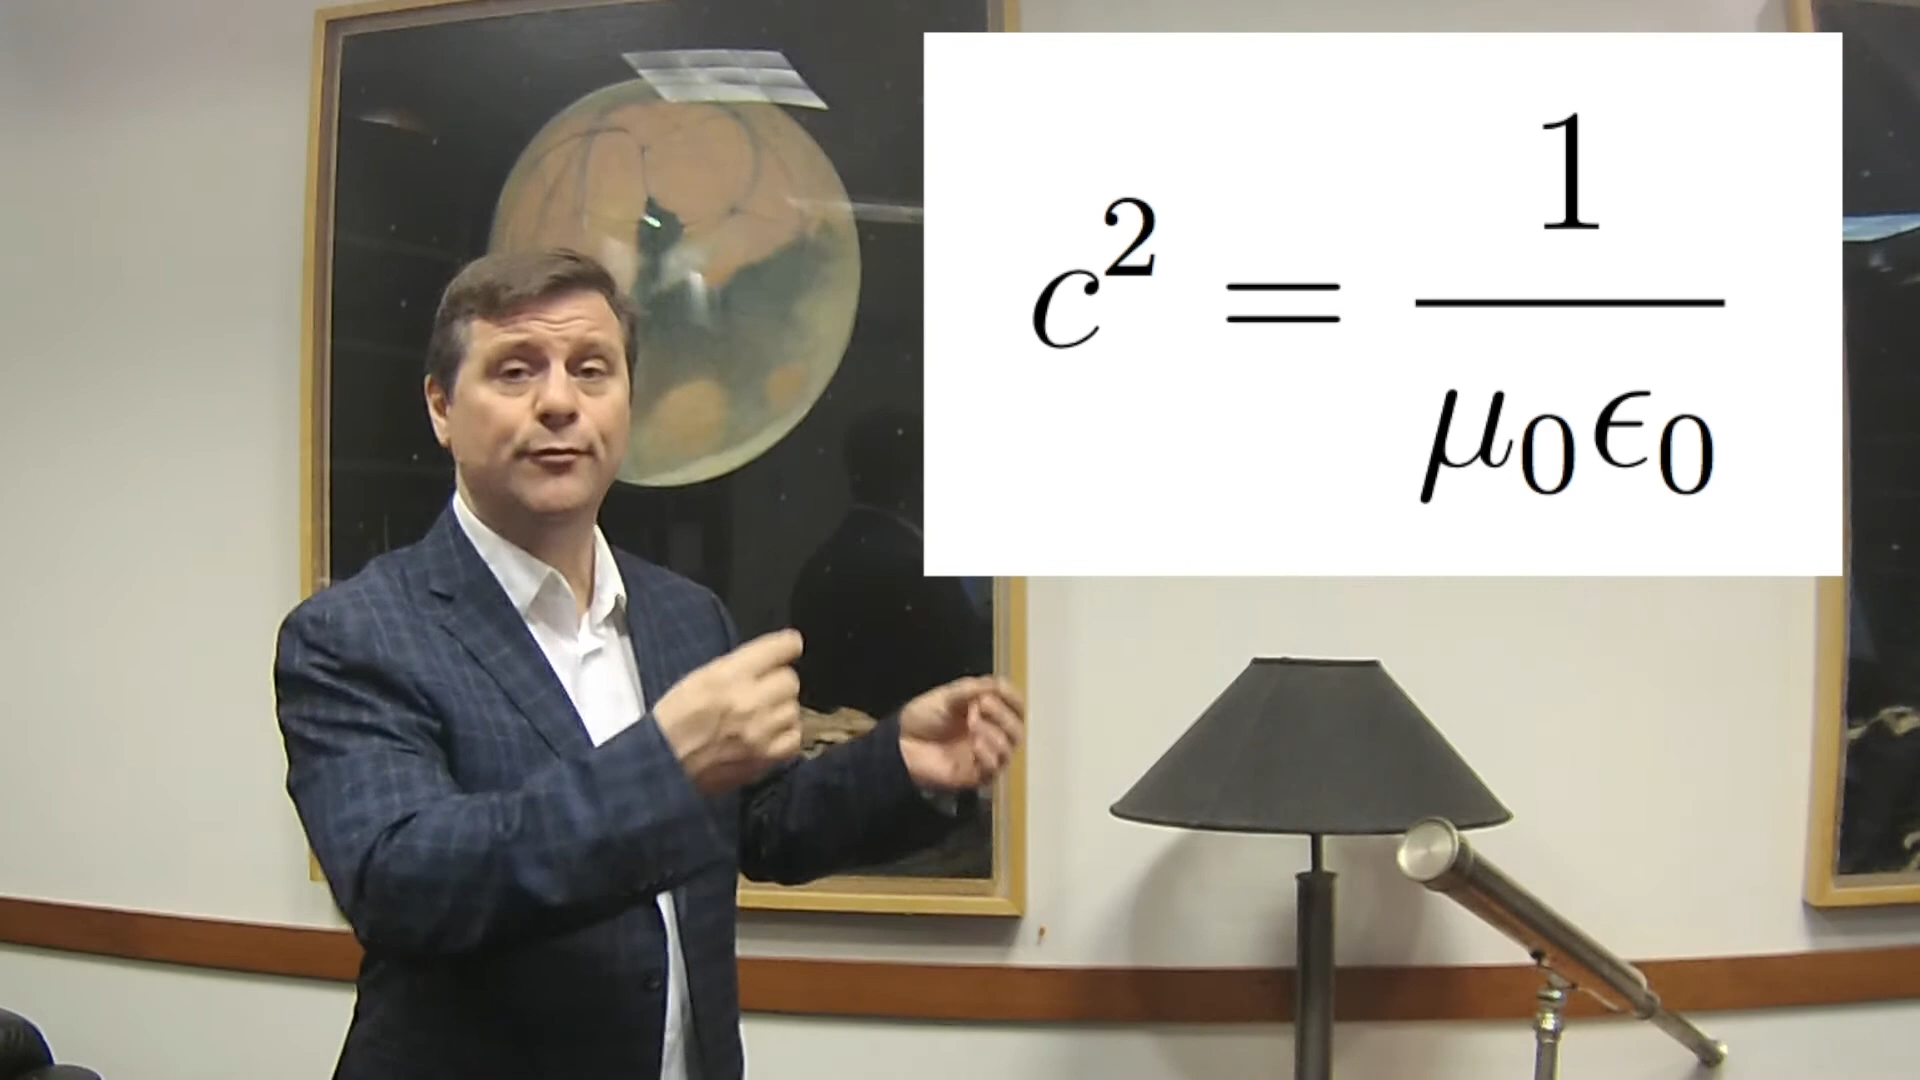 c² = 1/μ₀ϵ₀